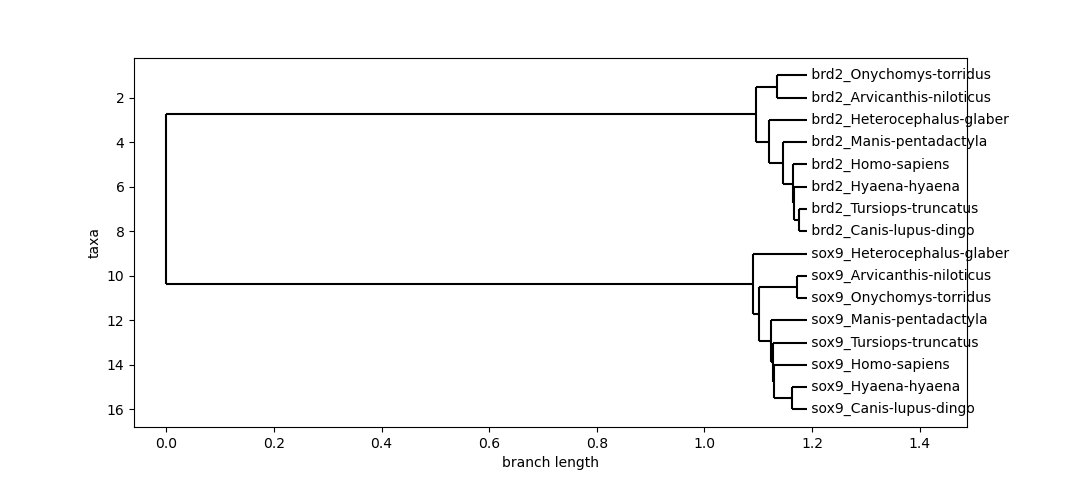 brd2_Onychomys-torridus
brd2_Arvicanthis-niloticus
brd2_Heterocephalus-glaber
brd2_Manis-pentadactyla
brd2_Homo-sapiens
brd2_Hyaena-hyaena
brd2_Tursiops-truncatus
brd2_Canis-lupus-dingo
sox9_Heterocephalus-glaber
sox9_Arvicanthis-niloticus
sox9_Onychomys-torridus
sox9_Manis-pentadactyla
sox9_Tursiops-truncatus
sox9_Homo-sapiens
sox9_Hyaena-hyaena
sox9_Canis-lupus-dingo
2
4
6
8
10
12
14
16
taxa
0.0 0.2 0.4 0.6 0.8 1.0 1.2 1.4
branch length